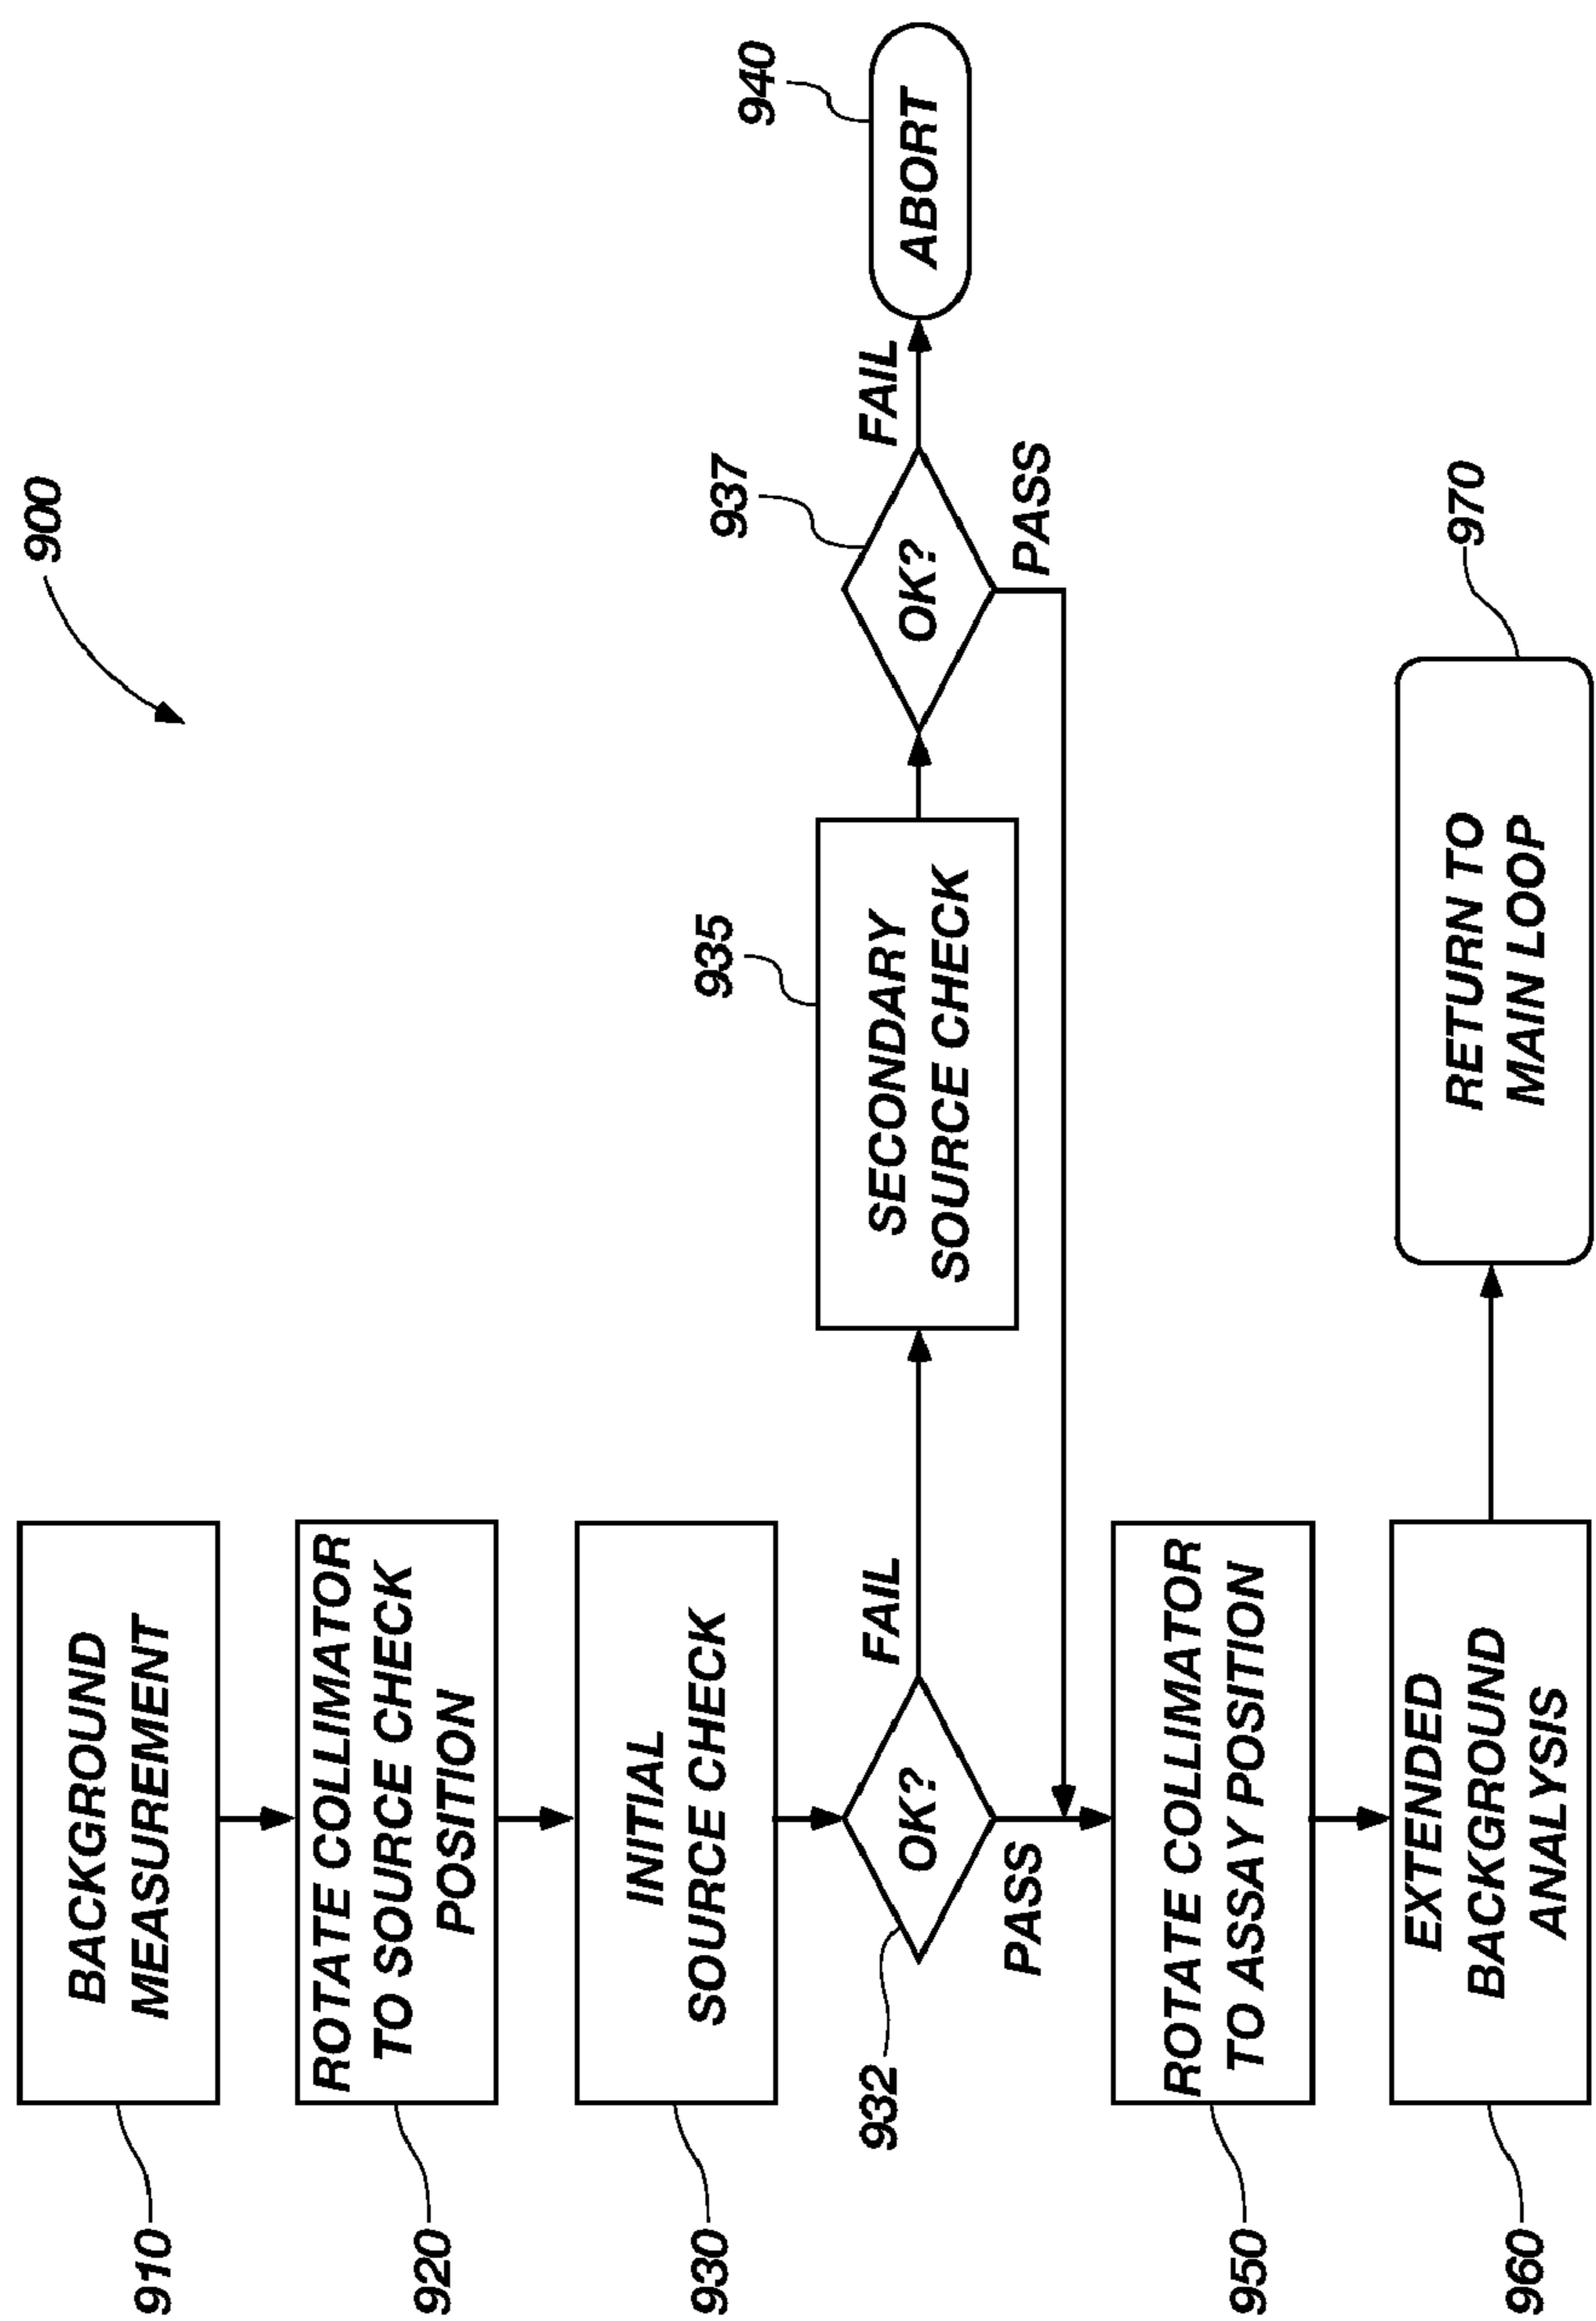 900
910
BACKGROUND
MEASUREMENT
920
ROTATE COLLIMATOR
TO SOURCE CHECK
POSITION
930
INITIAL
SOURCE CHECK
932
OK?
FAIL
PASS
935
SECONDARY
SOURCE CHECK
937
OK?
FAIL
PASS
940
ABORT
950
ROTATE COLLIMATOR
TO ASSAY POSITION
960
EXTENDED
BACKGROUND
ANALYSIS
970
RETURN TO
MAIN LOOP